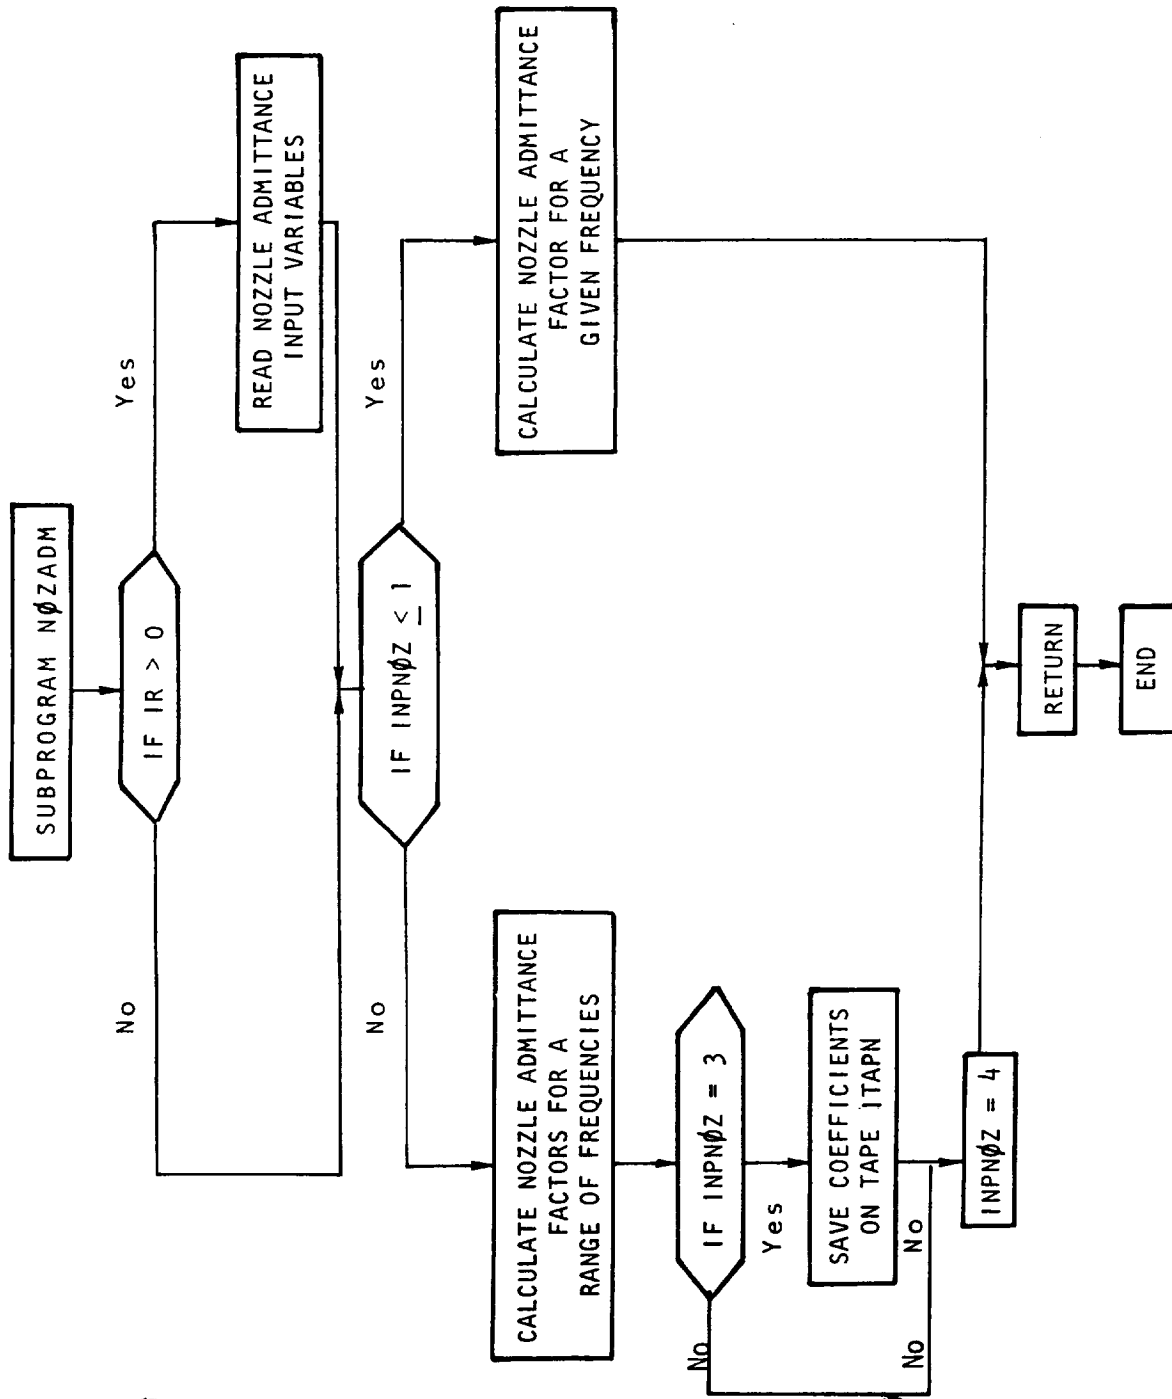 SUBPROGRAM NØZADM
IF IR > 0
Yes
No
READ NOZZLE ADMITTANCE
INPUT VARIABLES
IF INPNØZ ≤ 1
Yes
No
CALCULATE NOZZLE ADMITTANCE
FACTOR FOR A
GIVEN FREQUENCY
CALCULATE NOZZLE ADMITTANCE
FACTORS FOR A
RANGE OF FREQUENCIES
IF INPNØZ = 3
No
Yes
SAVE COEFFICIENTS
ON TAPE ITAPN
No
No
INPNØZ = 4
RETURN
END